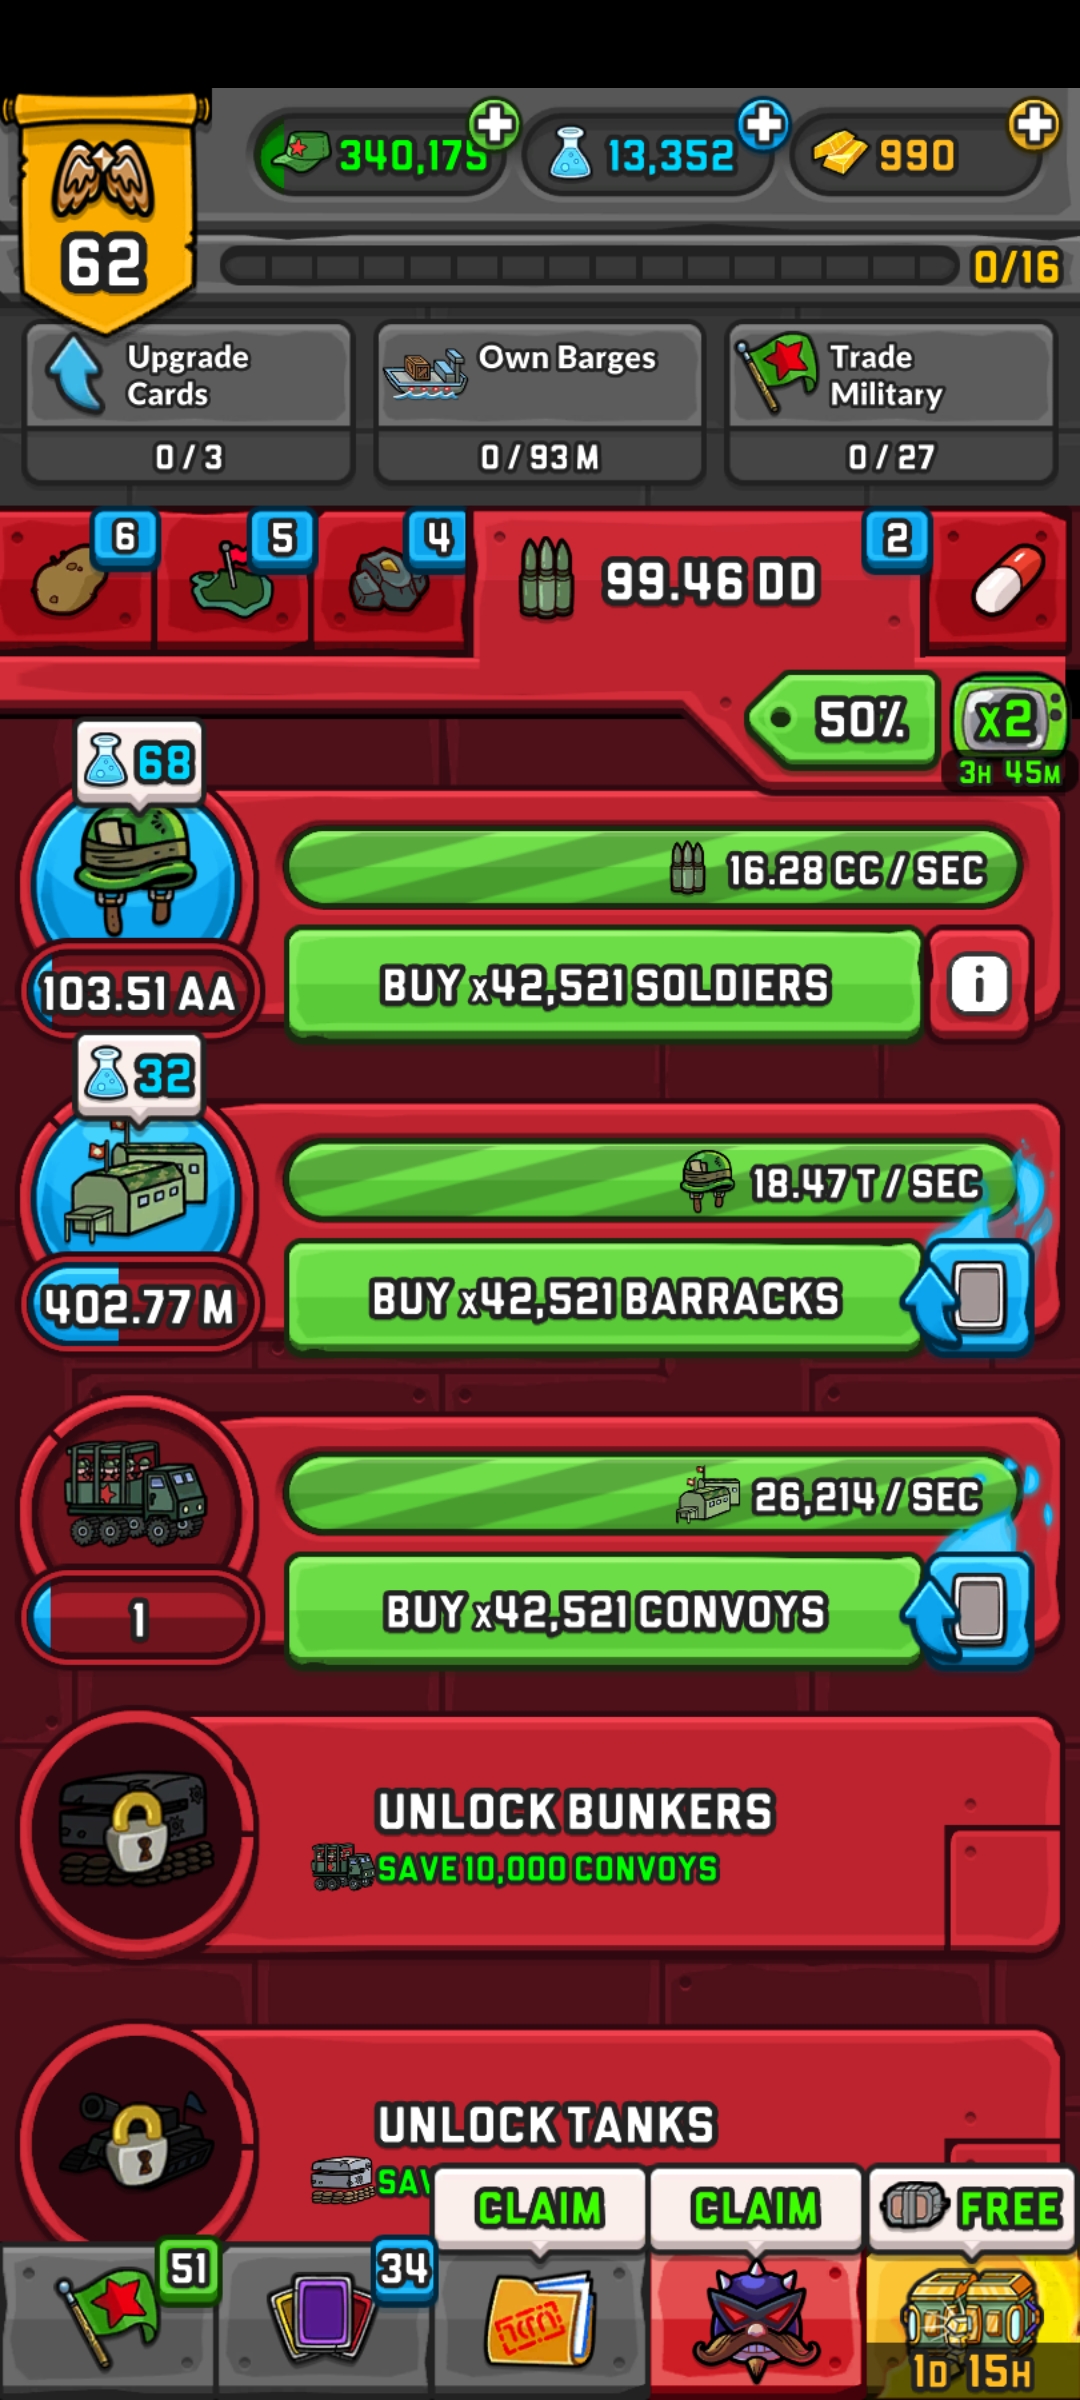 340,175
13,352
990
62
0/16
Upgrade
Cards
0 / 3
Own Barges
0 / 93 M
Trade
Military
0 / 27
6
5
4
99.46 DD
2
50%
x2
3H 45M
68
16.28 CC / SEC
103.51 AA
BUY x42,521 SOLDIERS
i
32
18.47 T / SEC
402.77 M
BUY x42,521 BARRACKS
26,214 / SEC
1
BUY x42,521 CONVOYS
UNLOCK BUNKERS
SAVE 10,000 CONVOYS
UNLOCK TANKS
CLAIM
CLAIM
FREE
51
34
1D 15H